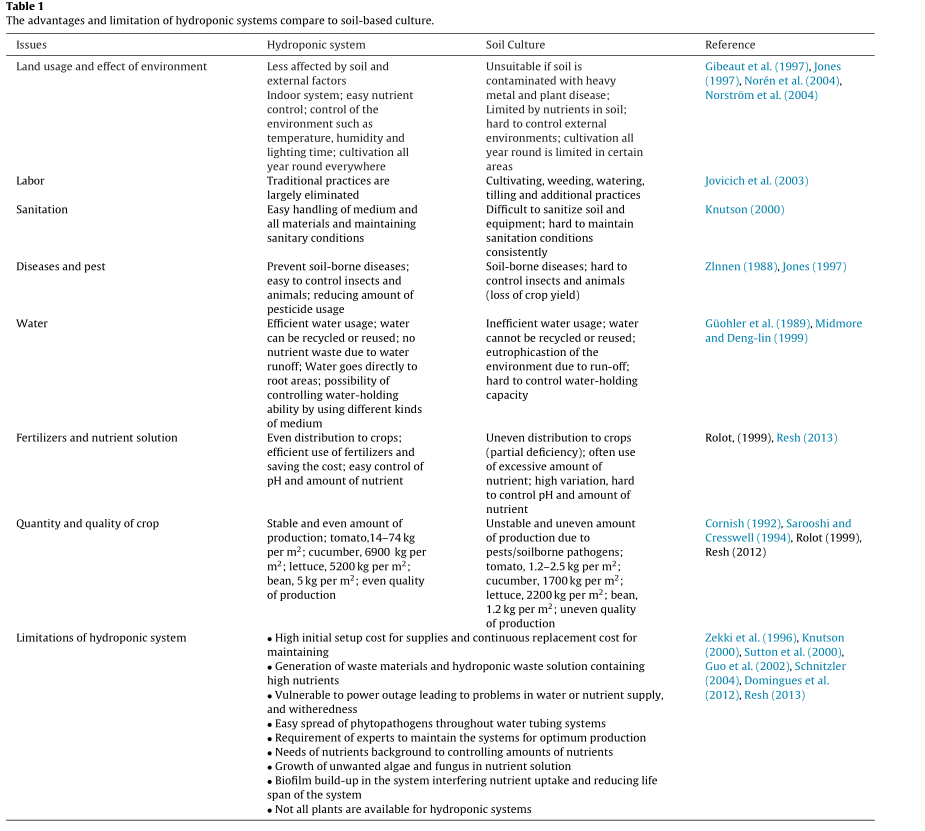 Table 1
The advantages and limitation of hydroponic systems compare to soil-based culture.
Issues Hydroponic system Soil Culture Reference
Land usage and effect of environment Less affected by soil and Unsuitable if soil is Gibeaut et al. (1997), Jones
external factors contaminated with heavy (1997), Norén et al. (2004),
Indoor system; easy nutrient metal and plant disease; Norström et al. (2004)
control; control of the Limited by nutrients in soil;
environment such as hard to control external
temperature, humidity and environments; cultivation all
lighting time; cultivation all year round is limited in certain
year round everywhere areas
Labor Traditional practices are Cultivating, weeding, watering, Jovicich et al. (2003)
largely eliminated tilling and additional practices
Sanitation Easy handling of medium and Difficult to sanitize soil and Knutson (2000)
all materials and maintaining equipment; hard to maintain
sanitary conditions sanitation conditions
consistently
Diseases and pest Prevent soil-borne diseases; Soil-borne diseases; hard to ZInnen (1988), Jones (1997)
easy to control insects and control insects and animals
animals; reducing amount of (loss of crop yield)
pesticide usage
Water Efficient water usage; water Inefficient water usage; water Güohler et al. (1989), Midmore
can be recycled or reused; no cannot be recycled or reused; and Deng-lin (1999)
nutrient waste due to water eutrophicastion of the
runoff; Water goes directly to environment due to run-off;
root areas; possibility of hard to control water-holding
controlling water-holding capacity
ability by using different kinds
of medium
Fertilizers and nutrient solution Even distribution to crops; Uneven distribution to crops Rolot, (1999), Resh (2013)
efficient use of fertilizers and (partial deficiency); often use
saving the cost; easy control of of excessive amount of
pH and amount of nutrient nutrient; high variation, hard
to control pH and amount of
nutrient
Quantity and quality of crop Stable and even amount of Unstable and uneven amount Cornish (1992), Sarooshi and
production; tomato,14–74 kg of production due to Cresswell (1994), Rolot (1999),
per m²; cucumber, 6900 kg per pests/soilborne pathogens; Resh (2012)
m²; lettuce, 5200 kg per m²; tomato, 1.2–2.5 kg per m²;
bean, 5 kg per m²; even quality cucumber, 1700 kg per m²;
of production lettuce, 2200 kg per m²; bean,
1.2 kg per m²; uneven quality
of production
Limitations of hydroponic system • High initial setup cost for supplies and continuous replacement cost for Zekki et al. (1996), Knutson
maintaining (2000), Sutton et al. (2000),
• Generation of waste materials and hydroponic waste solution containing Guo et al. (2002), Schnitzler
high nutrients (2004), Domingues et al.
• Vulnerable to power outage leading to problems in water or nutrient supply, (2012), Resh (2013)
and witheredness
• Easy spread of phytopathogens throughout water tubing systems
• Requirement of experts to maintain the systems for optimum production
• Needs of nutrients background to controlling amounts of nutrients
• Growth of unwanted algae and fungus in nutrient solution
• Biofilm build-up in the system interfering nutrient uptake and reducing life
span of the system
• Not all plants are available for hydroponic systems